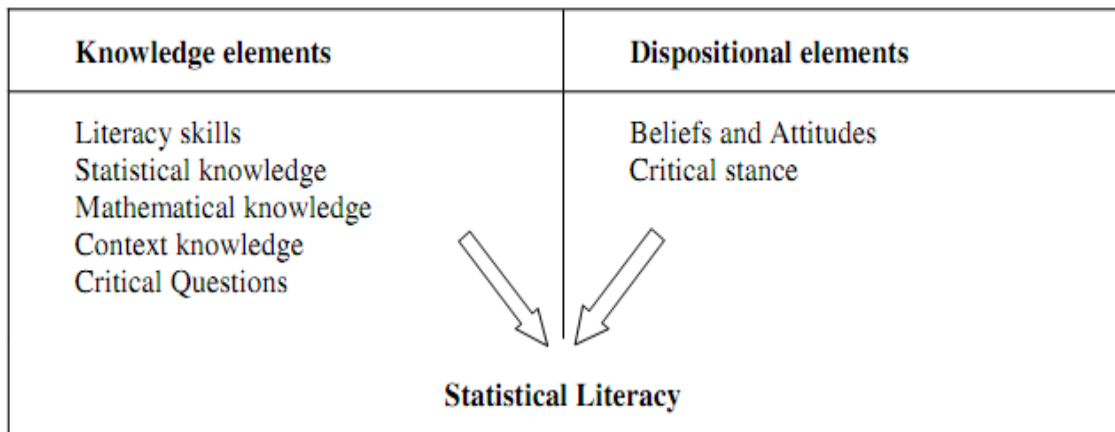 Knowledge elements
Dispositional elements
Literacy skills
Statistical knowledge
Mathematical knowledge
Context knowledge
Critical Questions
Beliefs and Attitudes
Critical stance
Statistical Literacy